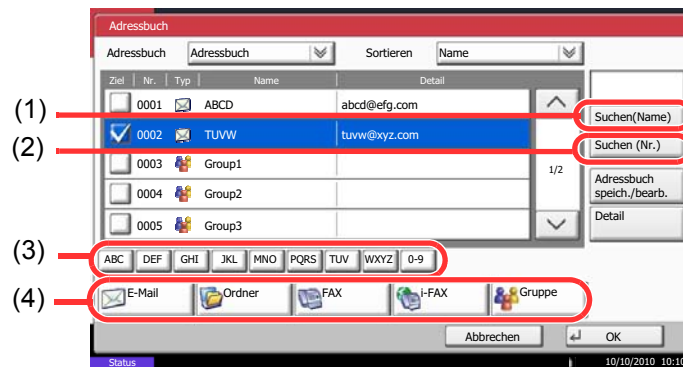 Adressbuch
Adressbuch Adressbuch Sortieren Name
Ziel Nr. Typ Name Detail
(1) 0001 ABCD abcd@efg.com Suchen(Name)
(2) 0002 TUVW tuvw@xyz.com Suchen (Nr.)
0003 Group1 1/2
0004 Group2 Adressbuch speich./bearb.
0005 Group3 Detail
(3) ABC DEF GHI JKL MNO PQRS TUV WXYZ 0-9
(4) E-Mail Ordner FAX i-FAX Gruppe
Abbrechen OK
Status 10/10/2010 10:10